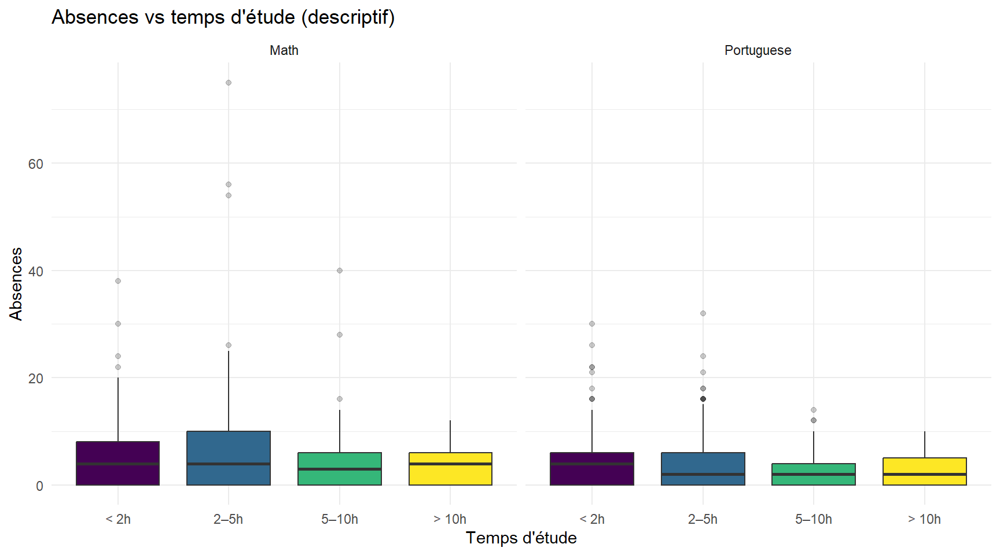 Absences vs temps d'étude (descriptif)
Math
Portuguese
Absences
60
40
20
0
< 2h
2–5h
5–10h
> 10h
< 2h
2–5h
5–10h
> 10h
Temps d'étude